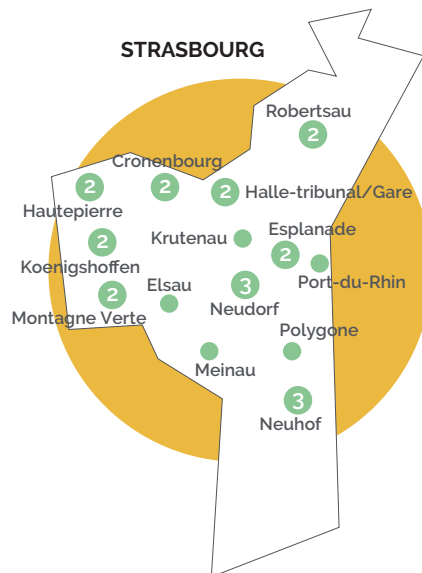 STRASBOURG
Robertsau
2
Cronenbourg
2
2
2
Hautepierre
Halle-tribunal/Gare
Krutenau
Esplanade
2
2
Koenigshoffen
Port-du-Rhin
Elsau
2
3
Montagne Verte
Neudorf
Polygone
Meinau
3
Neuhof